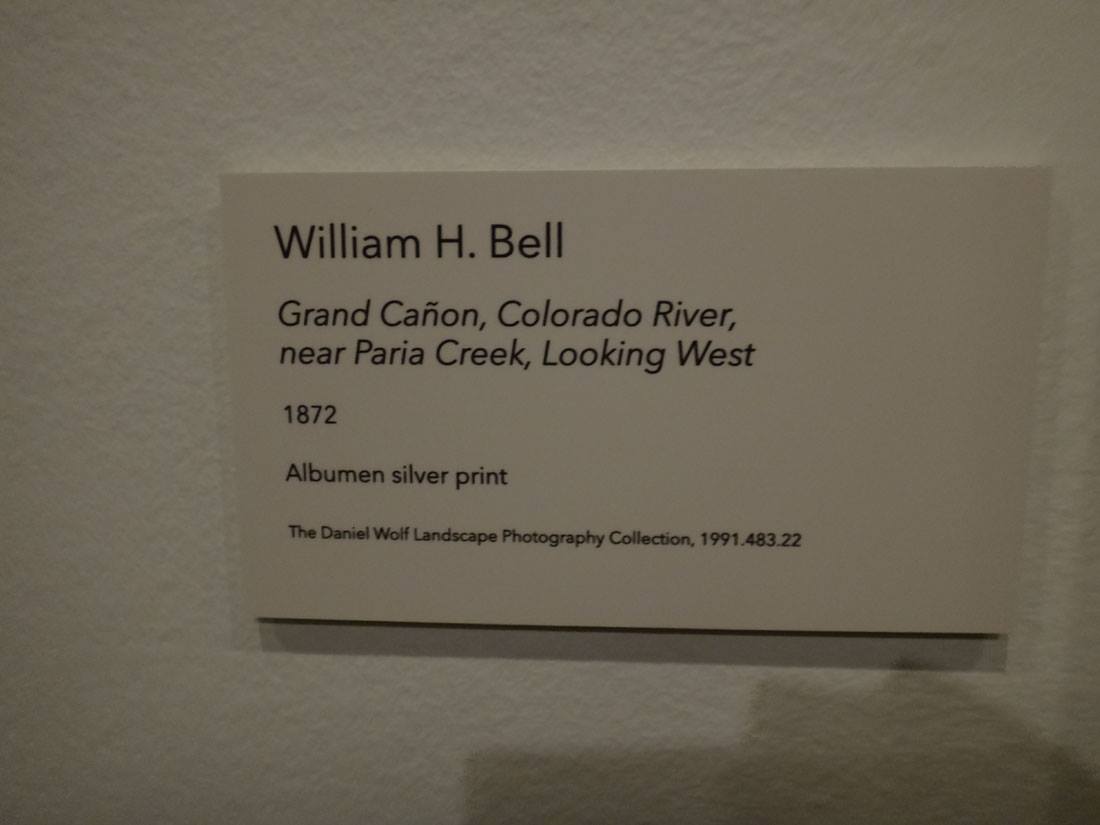 William H. Bell
Grand Cañon, Colorado River,
near Paria Creek, Looking West
1872
Albumen silver print
The Daniel Wolf Landscape Photography Collection, 1991.483.22